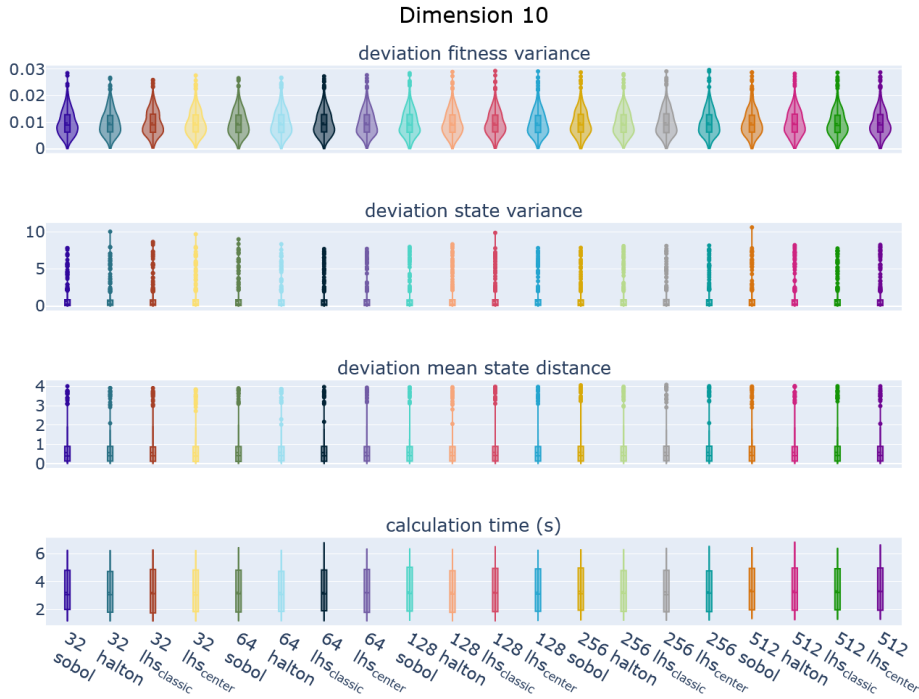 Dimension 10
deviation fitness variance
0.03
0.02
0.01
0
deviation state variance
10
5
0
deviation mean state distance
4
3
2
1
0
calculation time (s)
6
4
2
32
sobol
32
halton
32
lhsclassic
32
lhscenter
64
sobol
64
halton
64
lhsclassic
64
lhscenter
128
sobol
128
halton
128
lhsclassic
128
lhscenter
256
sobol
256
halton
256
lhsclassic
256
lhscenter
512
sobol
512
halton
512
lhsclassic
512
lhscenter